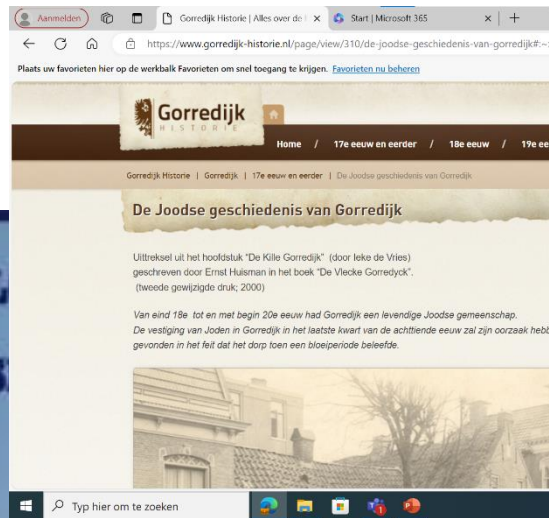 Aanmelden
Gorredijk Historie | Alles over de
Start | Microsoft 365
https://www.gorredijk-historie.nl/page/view/310/de-joodse-geschiedenis-van-gorredijk#:~:
Plaats uw favorieten hier op de werkbalk Favorieten om snel toegang te krijgen. Favorieten nu beheren
Gorredijk
HISTORIE
Home / 17e eeuw en eerder / 18e eeuw / 19e ee
Gorredijk Historie | Gorredijk | 17e eeuw en eerder | De Joodse geschiedenis van Gorredijk
De Joodse geschiedenis van Gorredijk
Uittreksel uit het hoofdstuk "De Kille Gorredijk" (door Ieke de Vries)
geschreven door Ernst Huisman in het boek "De Vlecke Gorredyck".
(tweede gewijzigde druk; 2000)
Van eind 18e tot en met begin 20e eeuw had Gorredijk een levendige Joodse gemeenschap.
De vestiging van Joden in Gorredijk in het laatste kwart van de achttiende eeuw zal zijn oorzaak hebb
gevonden in het feit dat het dorp toen een bloeiperiode beleefde.
Typ hier om te zoeken